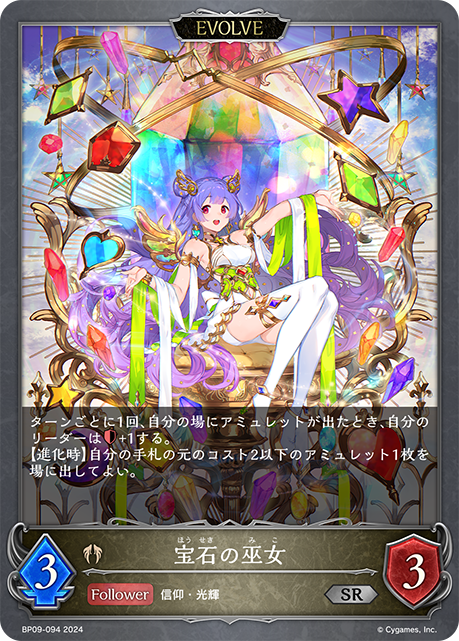 EVOLVE
ターンごとに1回、自分の場にアミュレットが出たとき、自分の
リーダーは+1する。
【進化時】自分の手札の元のコスト2以下のアミュレット1枚を
場に出してよい。
ほうせき みこ
宝石の巫女
3
3
Follower 信仰・光輝
SR
BP09-094 2024
© Cygames, Inc.